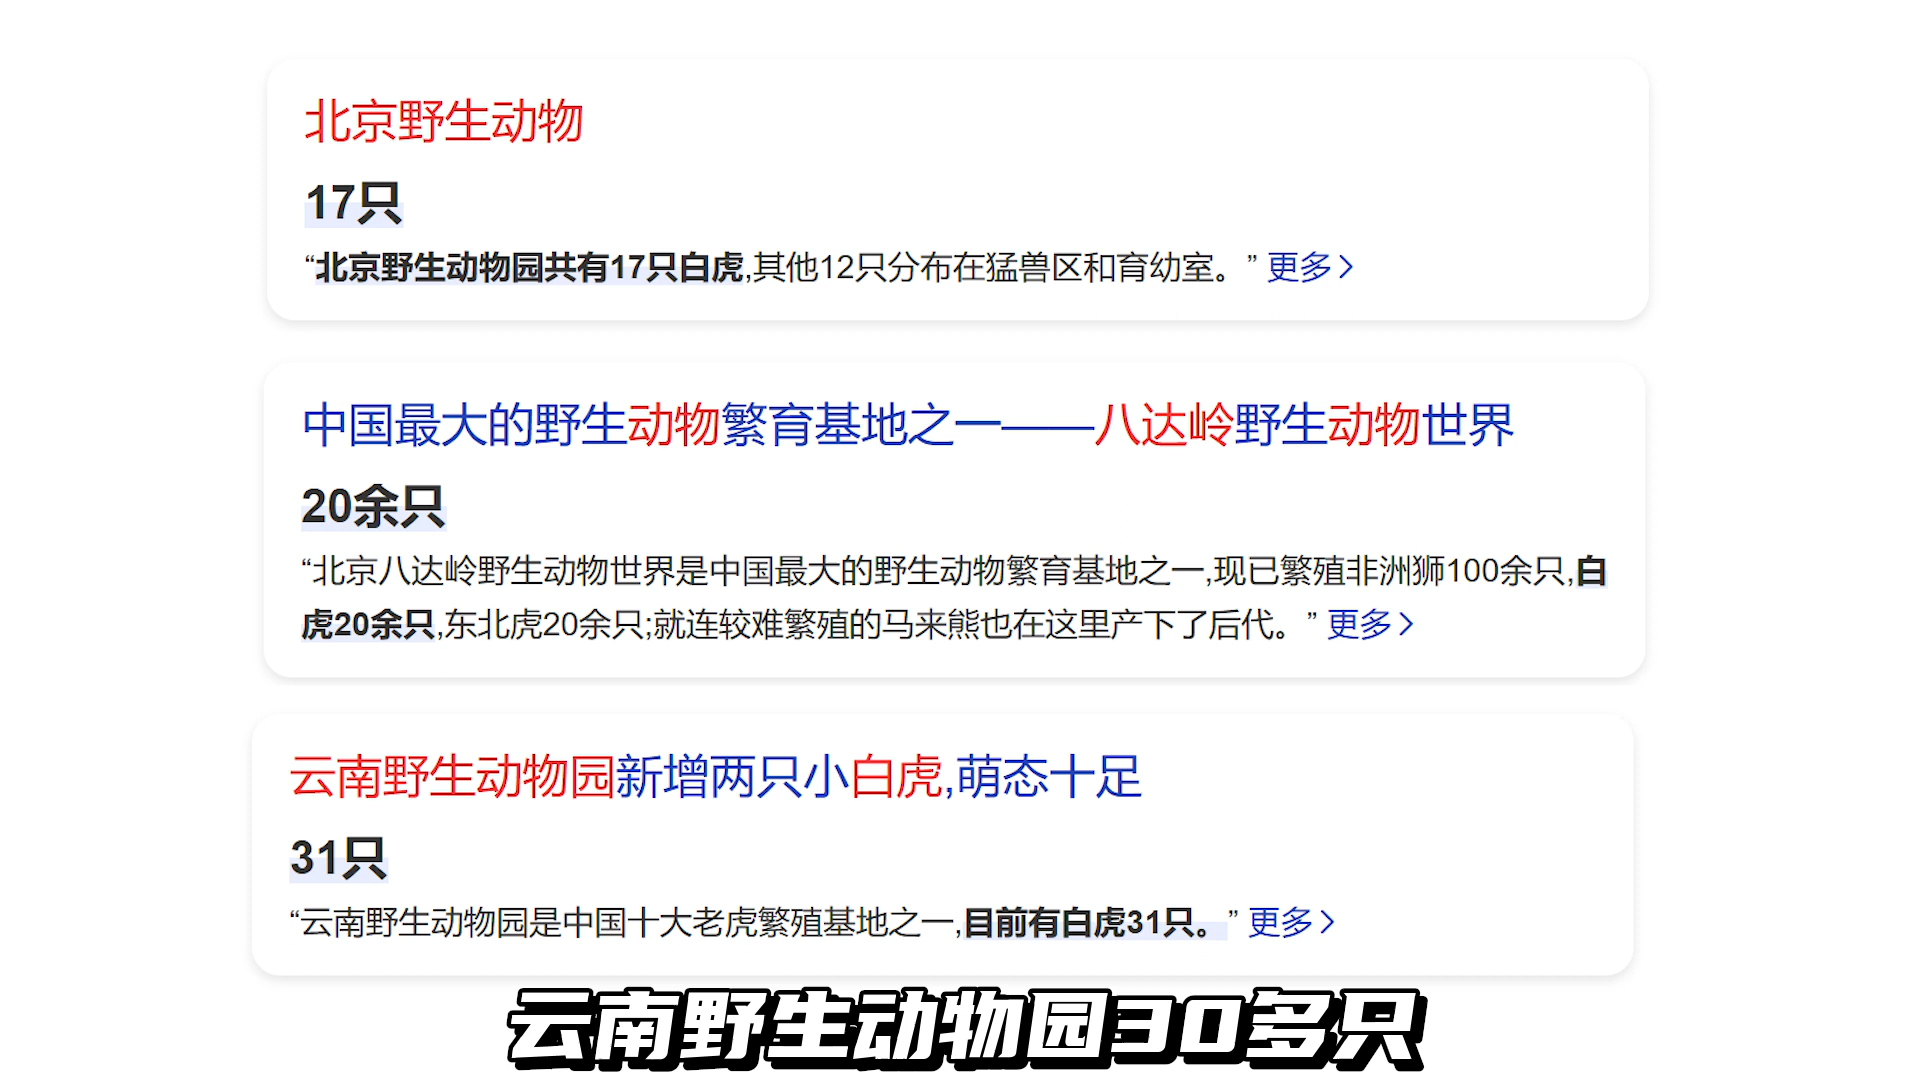 北京野生动物
17只
“北京野生动物园共有17只白虎,其他12只分布在猛兽区和育幼室。” 更多>
中国最大的野生动物繁育基地之一——八达岭野生动物世界
20余只
“北京八达岭野生动物世界是中国最大的野生动物繁育基地之一,现已繁殖非洲狮100余只,白
虎20余只,东北虎20余只;就连较难繁殖的马来熊也在这里产下了后代。” 更多>
云南野生动物园新增两只小白虎,萌态十足
31只
“云南野生动物园是中国十大老虎繁殖基地之一,目前有白虎31只。” 更多>
云南野生动物园30多只